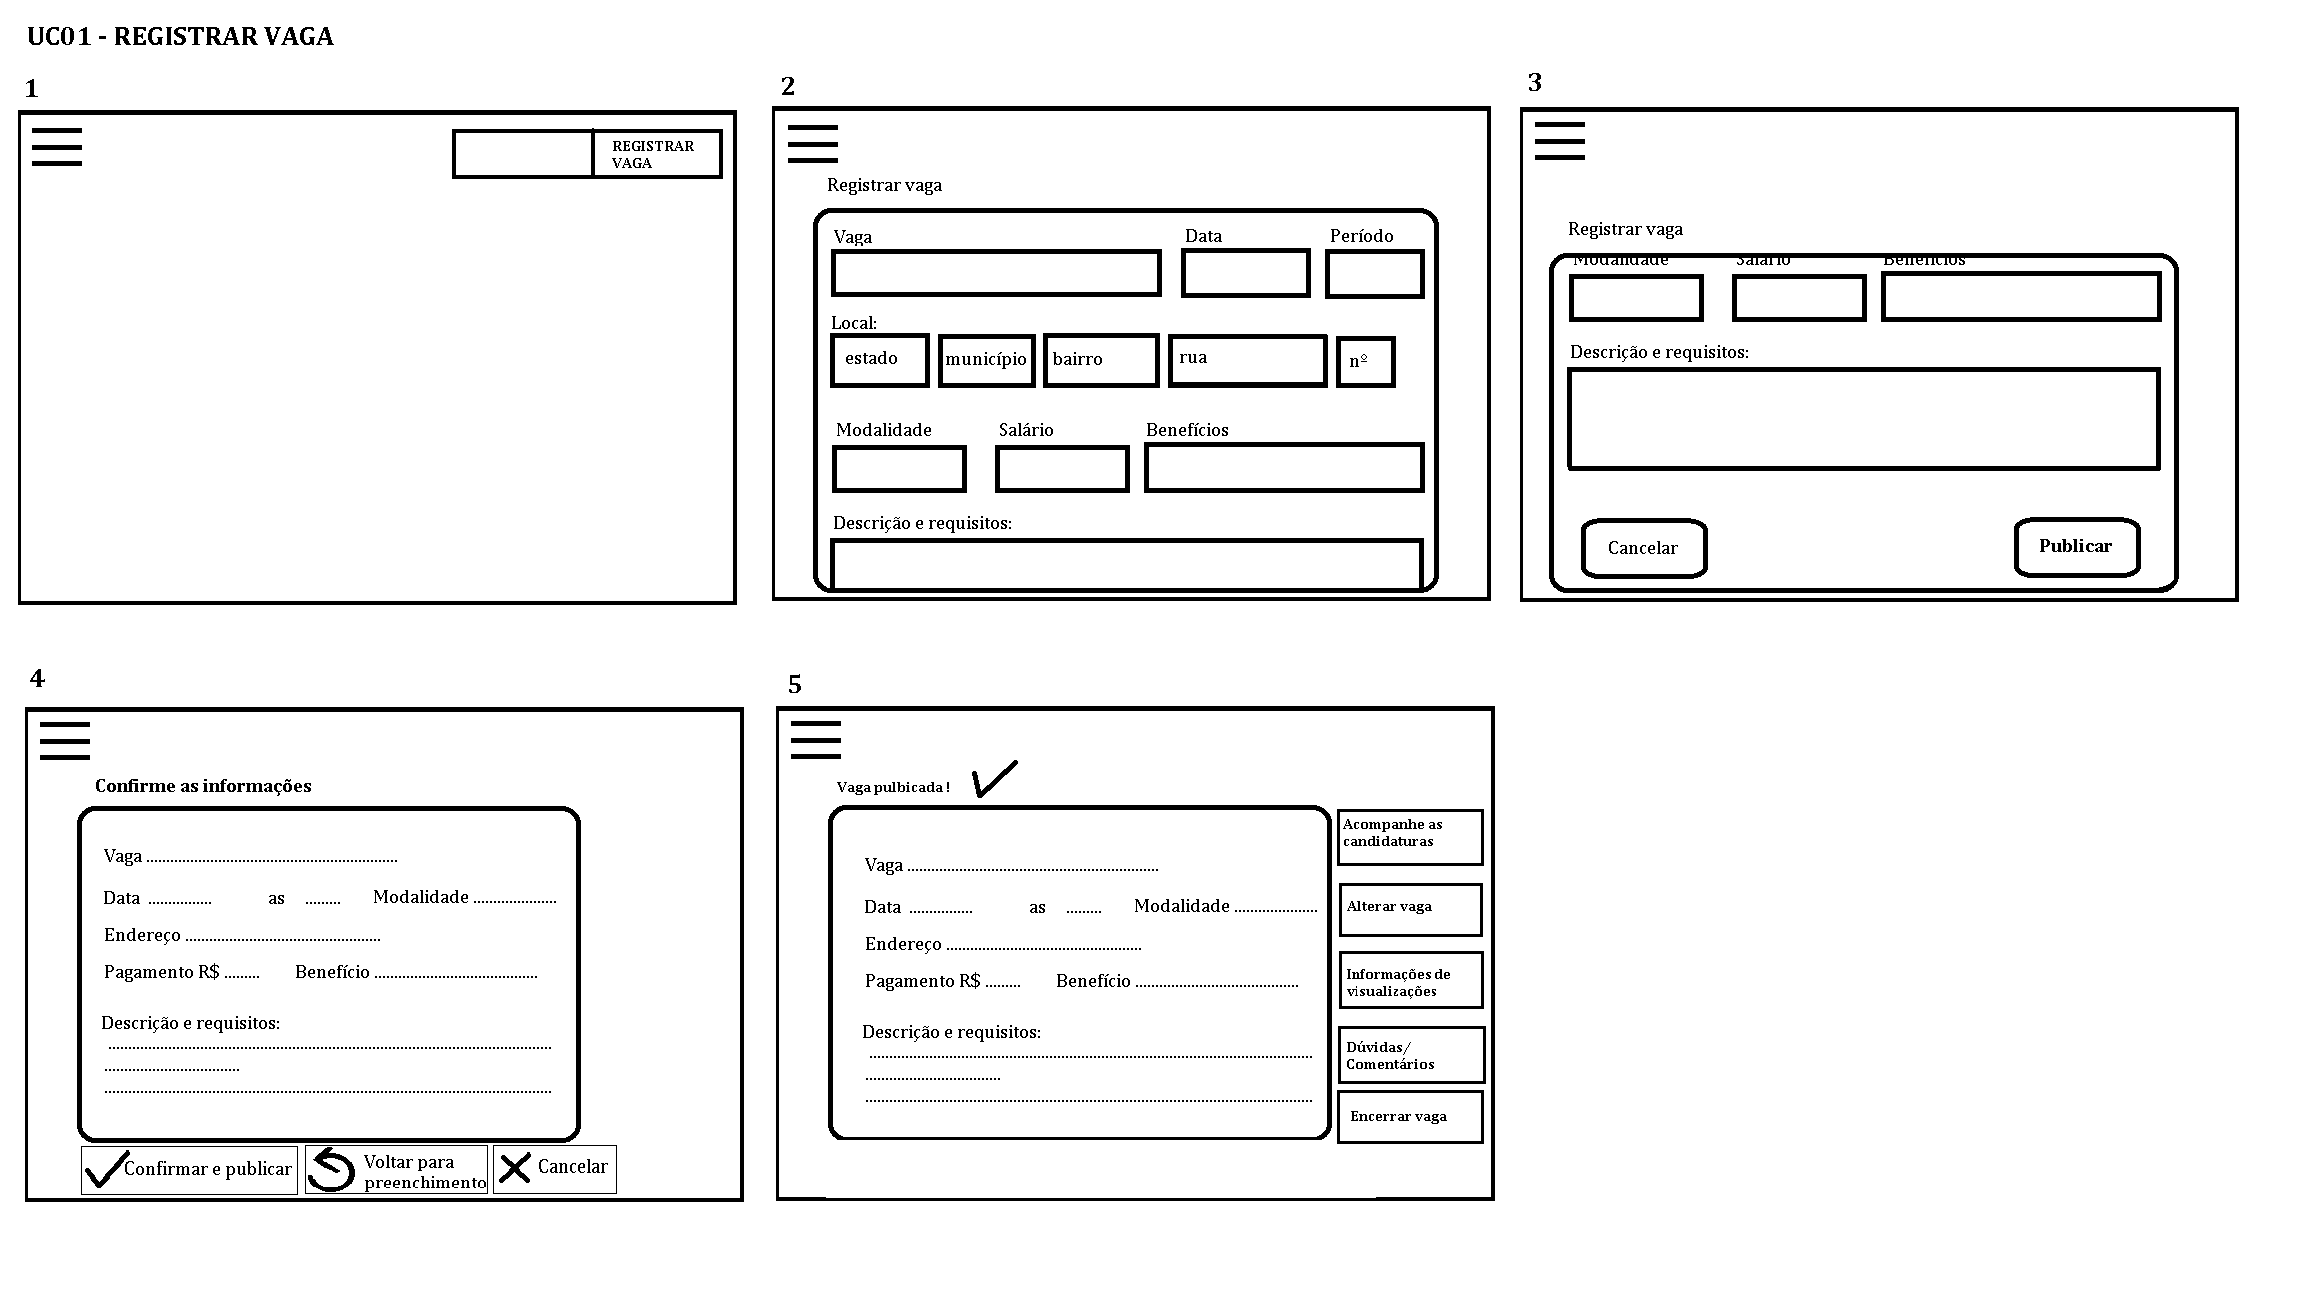 UC01 - REGISTRAR VAGA
1
REGISTRAR
VAGA
2
Registrar vaga
Vaga
Data
Período
Local:
estado
município
bairro
rua
nº
Modalidade
Salário
Benefícios
Descrição e requisitos:
3
Registrar vaga
Modalidade
Salário
Benefícios
Descrição e requisitos:
Cancelar
Publicar
4
Confirme as informações
Vaga ..........................................................
Data ............... as ........ Modalidade ...................
Endereço .............................................
Pagamento R$ ........ Benefício ......................................
Descrição e requisitos:
.......................................................................................................
...............................
........................................................................................................
Confirmar e publicar
Voltar para
preenchimento
Cancelar
5
Vaga pulbicada !
Vaga ..........................................................
Data ............... as ........ Modalidade ...................
Endereço .............................................
Pagamento R$ ........ Benefício ......................................
Descrição e requisitos:
.......................................................................................................
...............................
........................................................................................................
Acompanhe as
candidaturas
Alterar vaga
Informações de
visualizações
Dúvidas/
Comentários
Encerrar vaga